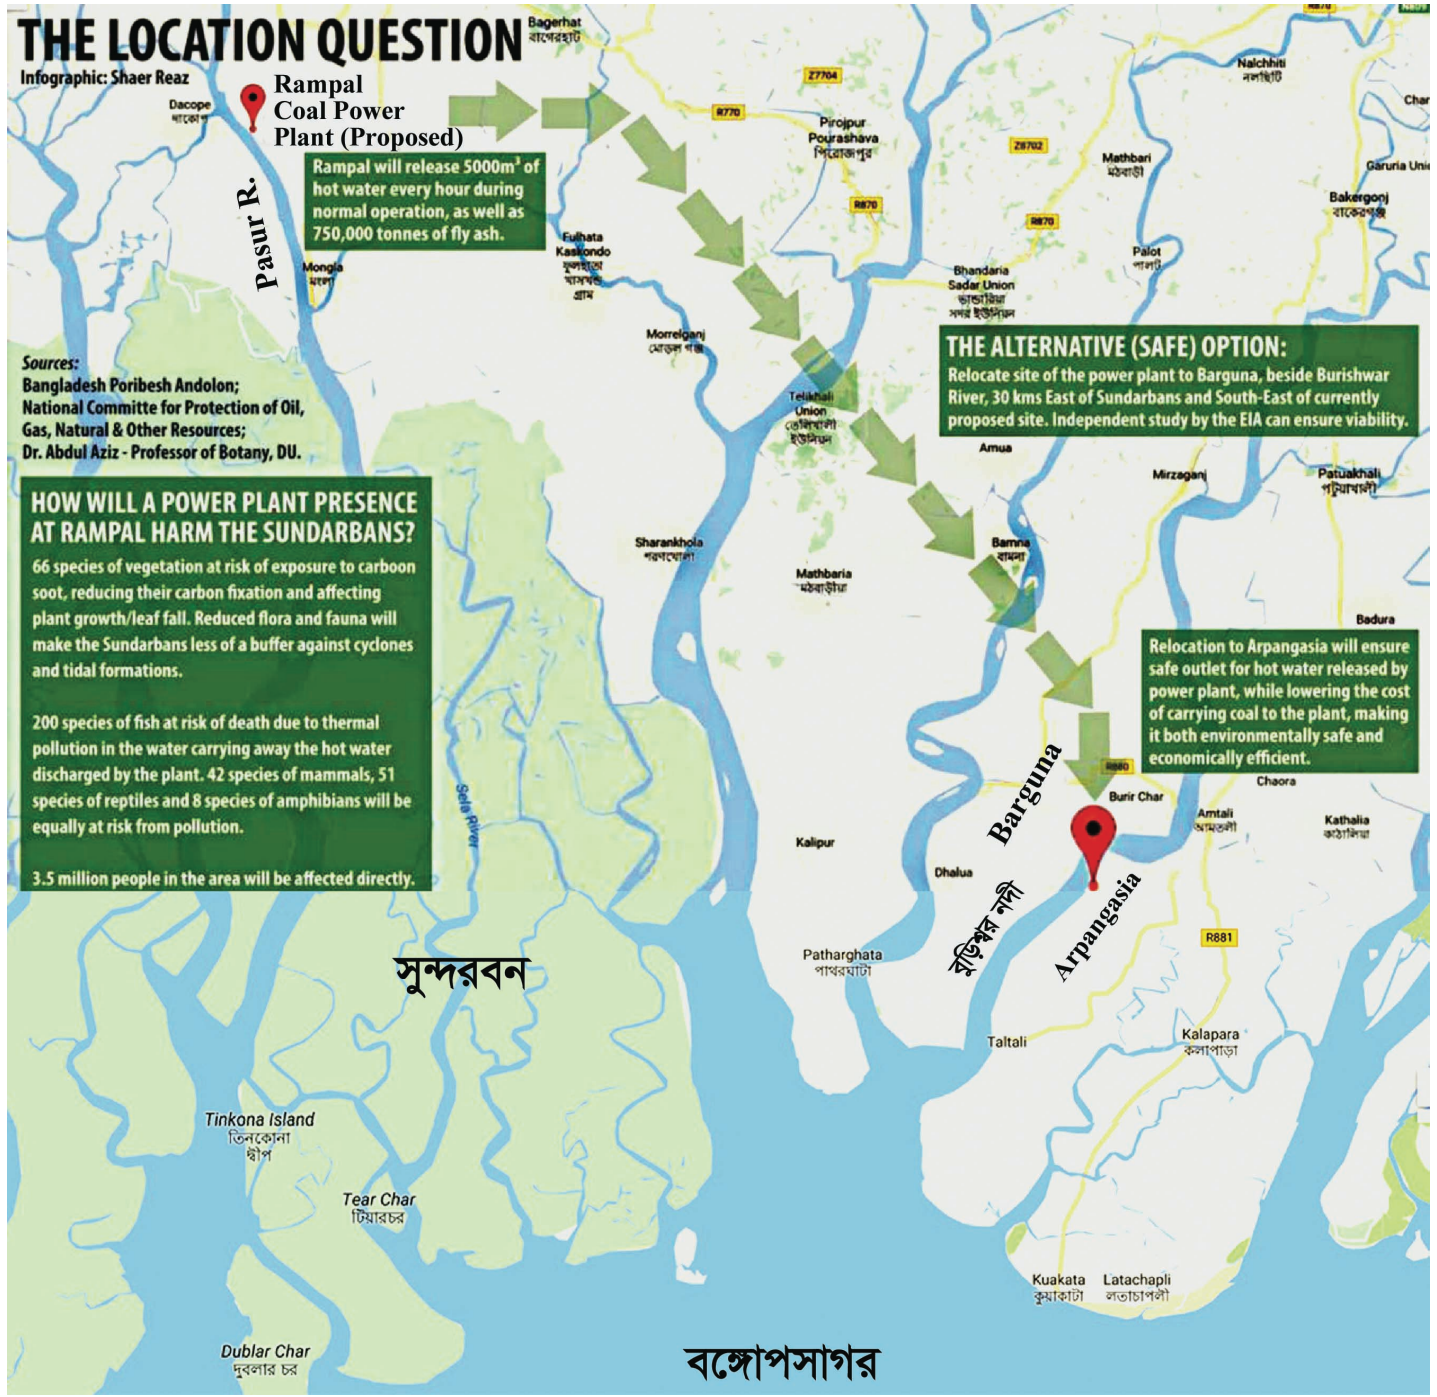 THE LOCATION QUESTION
Infographic: Shaer Reaz
Rampal
Coal Power
Plant (Proposed)
Rampal will release 5000m³ of
hot water every hour during
normal operation, as well as
750,000 tonnes of fly ash.
Bagerhat
বাগেরহাট
Dacope
দাকোপ
Pasur R.
Mongla
মংলা
Fulhata
Kaskondo
ফুলহাতা
খাসখন্ড
গ্রাম
Z7704
R770
Pirojpur
Pourashava
পিরোজপুর
R870
Z8702
R870
R870
N809
Nalchhiti
নলছিটি
Char
Mathbari
মঠবাড়ী
Garuria Unic
Bakergonj
বাকেরগঞ্জ
Palot
পালট
Bhandaria
Sadar Union
ভান্ডারিয়া
সদর ইউনিয়ন
Morrelganj
মোড়ল গঞ্জ
Telikhali
Union
তেলিখালী
ইউনিয়ন
THE ALTERNATIVE (SAFE) OPTION:
Relocate site of the power plant to Barguna, beside Burishwar
River, 30 kms East of Sundarbans and South-East of currently
proposed site. Independent study by the EIA can ensure viability.
Sources:
Bangladesh Poribesh Andolon;
National Committe for Protection of Oil,
Gas, Natural & Other Resources;
Dr. Abdul Aziz - Professor of Botany, DU.
Amua
Mirzaganj
Patuakhali
পটুয়াখালী
HOW WILL A POWER PLANT PRESENCE
AT RAMPAL HARM THE SUNDARBANS?
66 species of vegetation at risk of exposure to carboon
soot, reducing their carbon fixation and affecting
plant growth/leaf fall. Reduced flora and fauna will
make the Sundarbans less of a buffer against cyclones
and tidal formations.
200 species of fish at risk of death due to thermal
pollution in the water carrying away the hot water
discharged by the plant. 42 species of mammals, 51
species of reptiles and 8 species of amphibians will be
equally at risk from pollution.
3.5 million people in the area will be affected directly.
Sharankhola
শরণখোলা
Mathbaria
মঠবাড়ীয়া
Bamna
বামনা
Badura
Relocation to Arpangasia will ensure
safe outlet for hot water released by
power plant, while lowering the cost
of carrying coal to the plant, making
it both environmentally safe and
economically efficient.
Sela River
Barguna
R880
Burir Char
Chaora
Amtali
আমতলী
Kathalia
কাঠালিয়া
Kalipur
Dhalua
বুড়িশ্বর নদী
Arpangasia
R881
সুন্দরবন
Patharghata
পাথরঘাটা
Taltali
Kalapara
কলাপাড়া
Tinkona Island
তিনকোনা
দ্বীপ
Tear Char
টিয়ারচর
Kuakata
কুয়াকাটা
Latachapli
লতাচাপলী
Dublar Char
দুবলার চর
বঙ্গোপসাগর